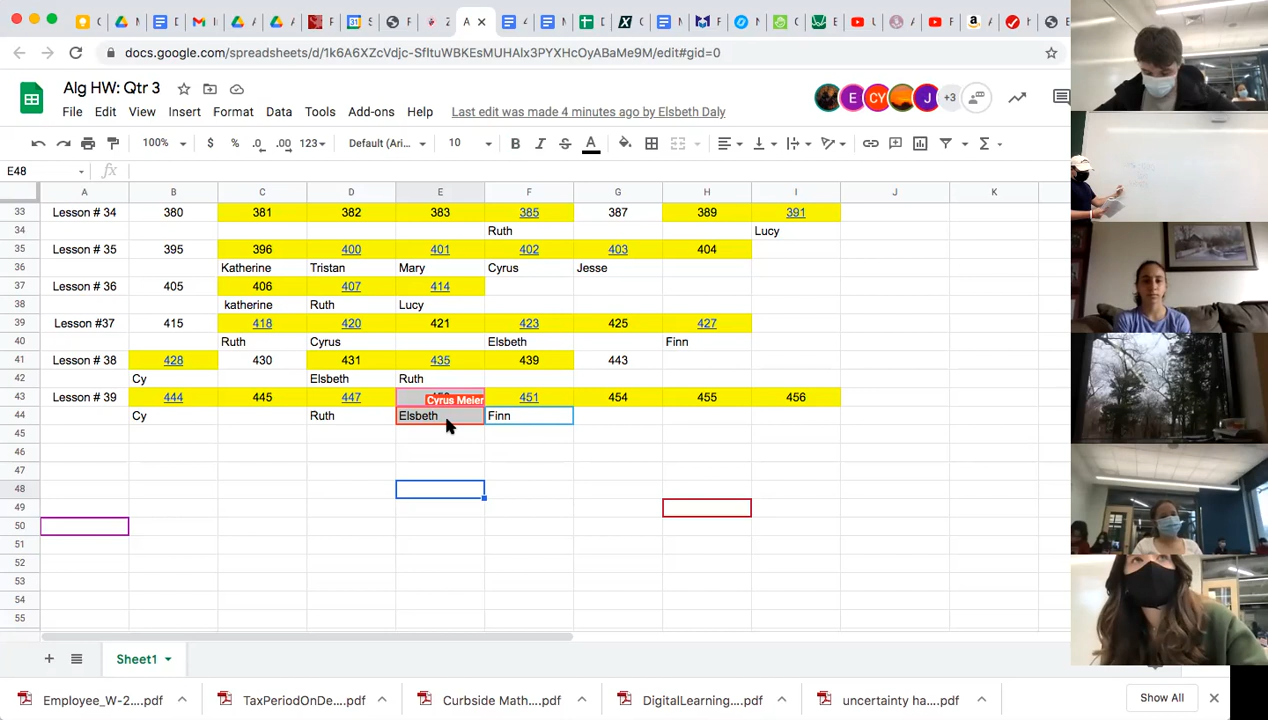 docs.google.com/spreadsheets/d/1k6A6XZcVdjc-SfItuWBKEsMUHAIx3PYXHcOyABaMe9M/edit#gid=0
Alg HW: Qtr 3
File Edit View Insert Format Data Tools Add-ons Help Last edit was made 4 minutes ago by Elsbeth Daly
E CY J +3
100% $ % .0 .00 123 Default (Ari... 10 B I S A
E48 fx
A B C D E F G H I J K
33 Lesson # 34 380 381 382 383 385 387 389 391
34 Ruth Lucy
35 Lesson # 35 395 396 400 401 402 403 404
36 Katherine Tristan Mary Cyrus Jesse
37 Lesson # 36 405 406 407 414
38 katherine Ruth Lucy
39 Lesson #37 415 418 420 421 423 425 427
40 Ruth Cyrus Elsbeth Finn
41 Lesson # 38 428 430 431 435 439 443
42 Cy Elsbeth Ruth
43 Lesson # 39 444 445 447 Cyrus Meier 451 454 455 456
44 Cy Ruth Elsbeth Finn
45
46
47
48
49
50
51
52
53
54
55
Sheet1
Employee_W-2....pdf TaxPeriodOnDe....pdf Curbside Math....pdf DigitalLearning....pdf uncertainty ha....pdf Show All